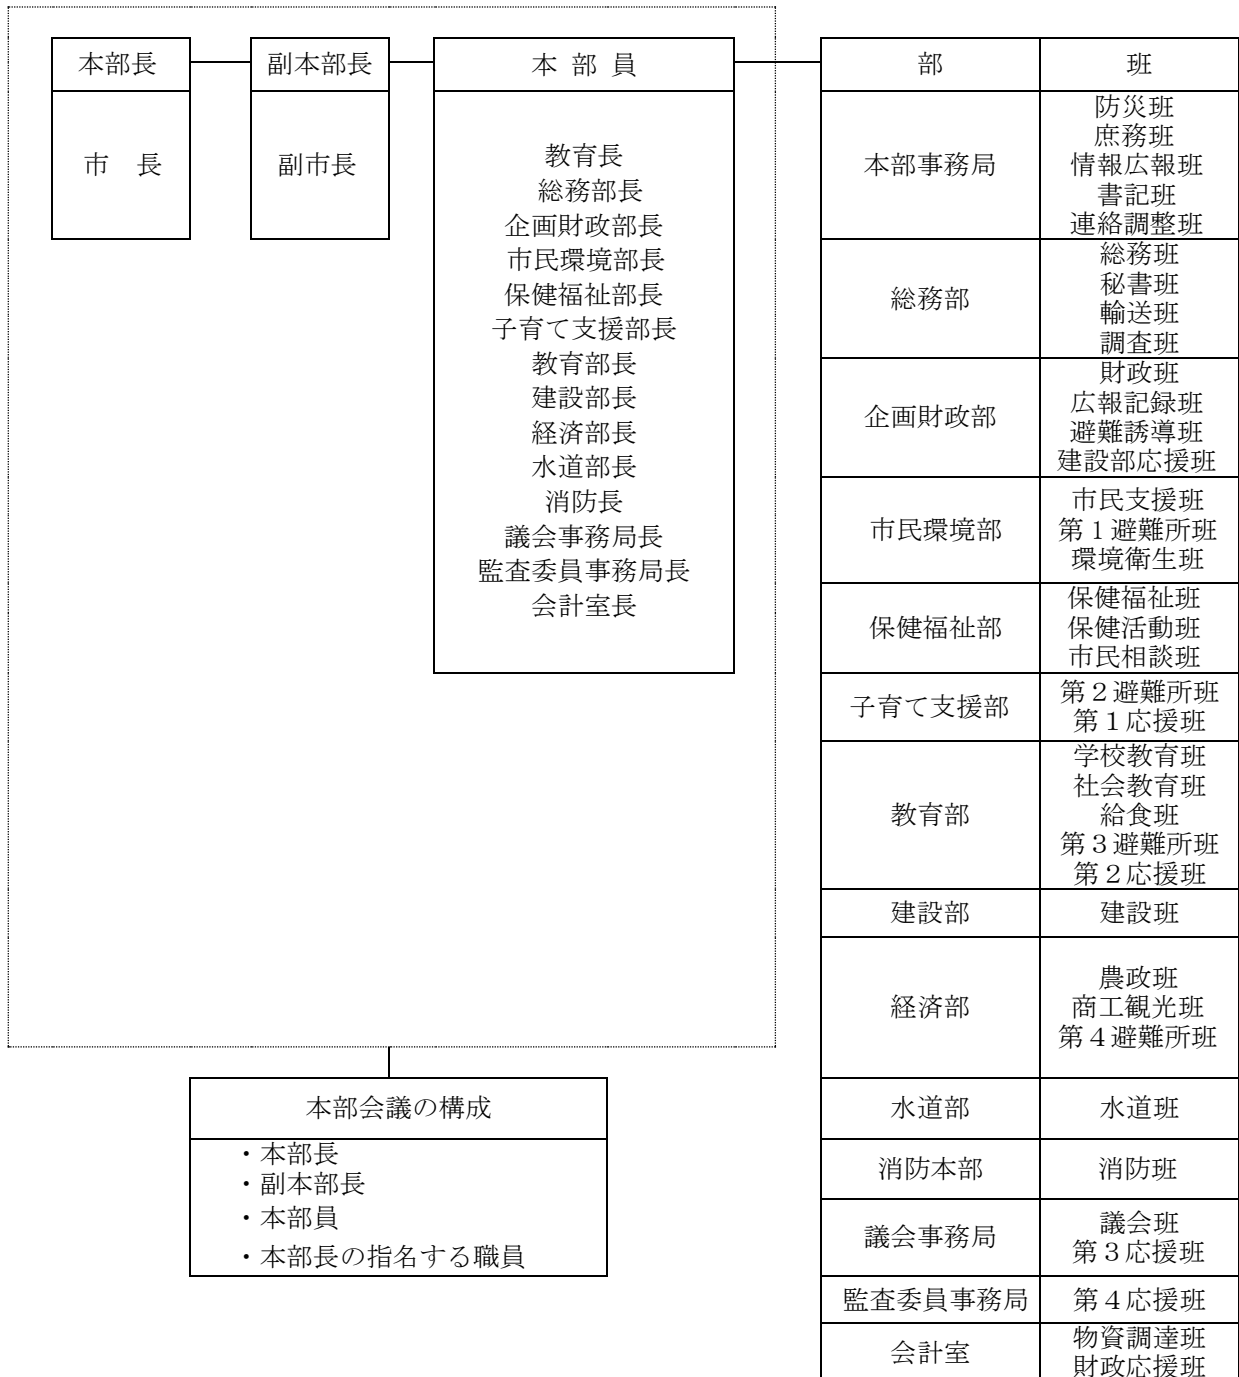 本部長
市　長
副本部長
副市長
本 部 員
教育長
総務部長
企画財政部長
市民環境部長
保健福祉部長
子育て支援部長
教育部長
建設部長
経済部長
水道部長
消防長
議会事務局長
監査委員事務局長
会計室長
本部会議の構成
・本部長
・副本部長
・本部員
・本部長の指名する職員
部
班
本部事務局
防災班
庶務班
情報広報班
書記班
連絡調整班
総務部
総務班
秘書班
輸送班
調査班
企画財政部
財政班
広報記録班
避難誘導班
建設部応援班
市民環境部
市民支援班
第１避難所班
環境衛生班
保健福祉部
保健福祉班
保健活動班
市民相談班
子育て支援部
第２避難所班
第１応援班
教育部
学校教育班
社会教育班
給食班
第３避難所班
第２応援班
建設部
建設班
経済部
農政班
商工観光班
第４避難所班
水道部
水道班
消防本部
消防班
議会事務局
議会班
第３応援班
監査委員事務局
第４応援班
会計室
物資調達班
財政応援班